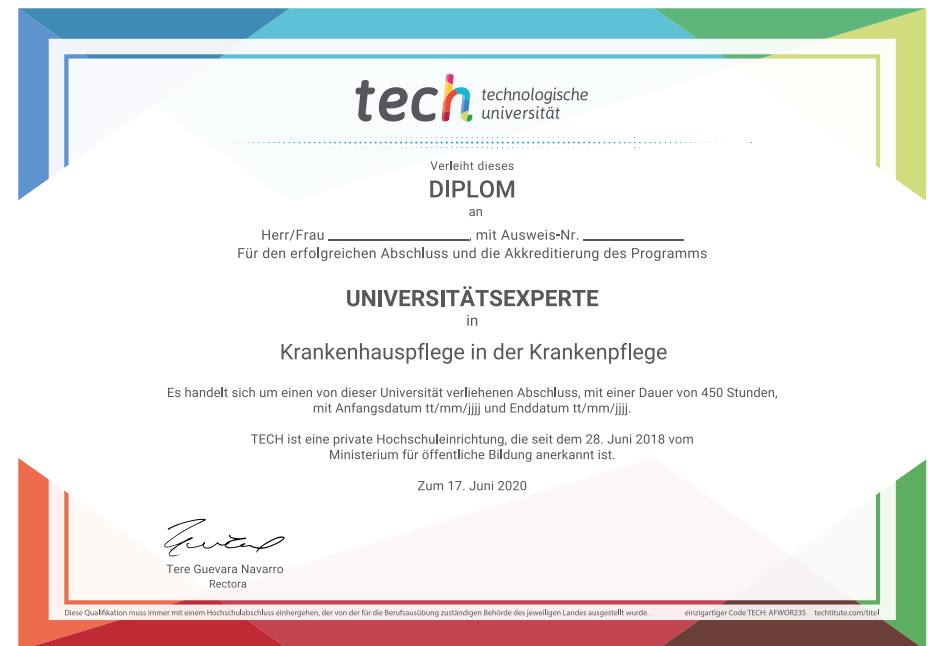 tech technologische
universität
Verleiht dieses
DIPLOM
an
Herr/Frau ____________, mit Ausweis-Nr. ____________
Für den erfolgreichen Abschluss und die Akkreditierung des Programms
UNIVERSITÄTSEXPERTE
in
Krankenhauspflege in der Krankenpflege
Es handelt sich um einen von dieser Universität verliehenen Abschluss, mit einer Dauer von 450 Stunden,
mit Anfangsdatum tt/mm/jjjj und Enddatum tt/mm/jjjj.
TECH ist eine private Hochschuleinrichtung, die seit dem 28. Juni 2018 vom
Ministerium für öffentliche Bildung anerkannt ist.
Zum 17. Juni 2020
Tere Guevara Navarro
Rectora
Diese Qualifikation muss immer mit einem Hochschulabschluss einhergehen, der von der für die Berufsausübung zuständigen Behörde des jeweiligen Landes ausgestellt wurde. einzigartiger Code TECH: AFWOR23S techtitute.com/titel